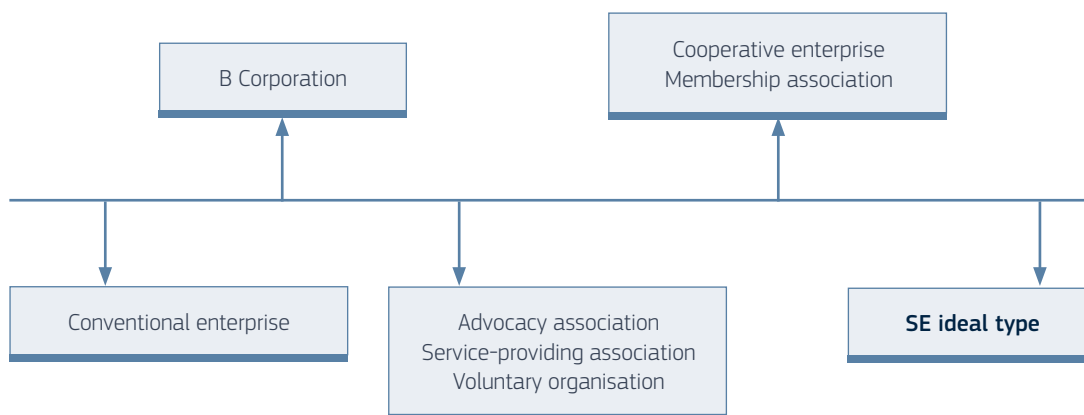 B Corporation
Cooperative enterprise
Membership association
Conventional enterprise
Advocacy association
Service-providing association
Voluntary organisation
SE ideal type